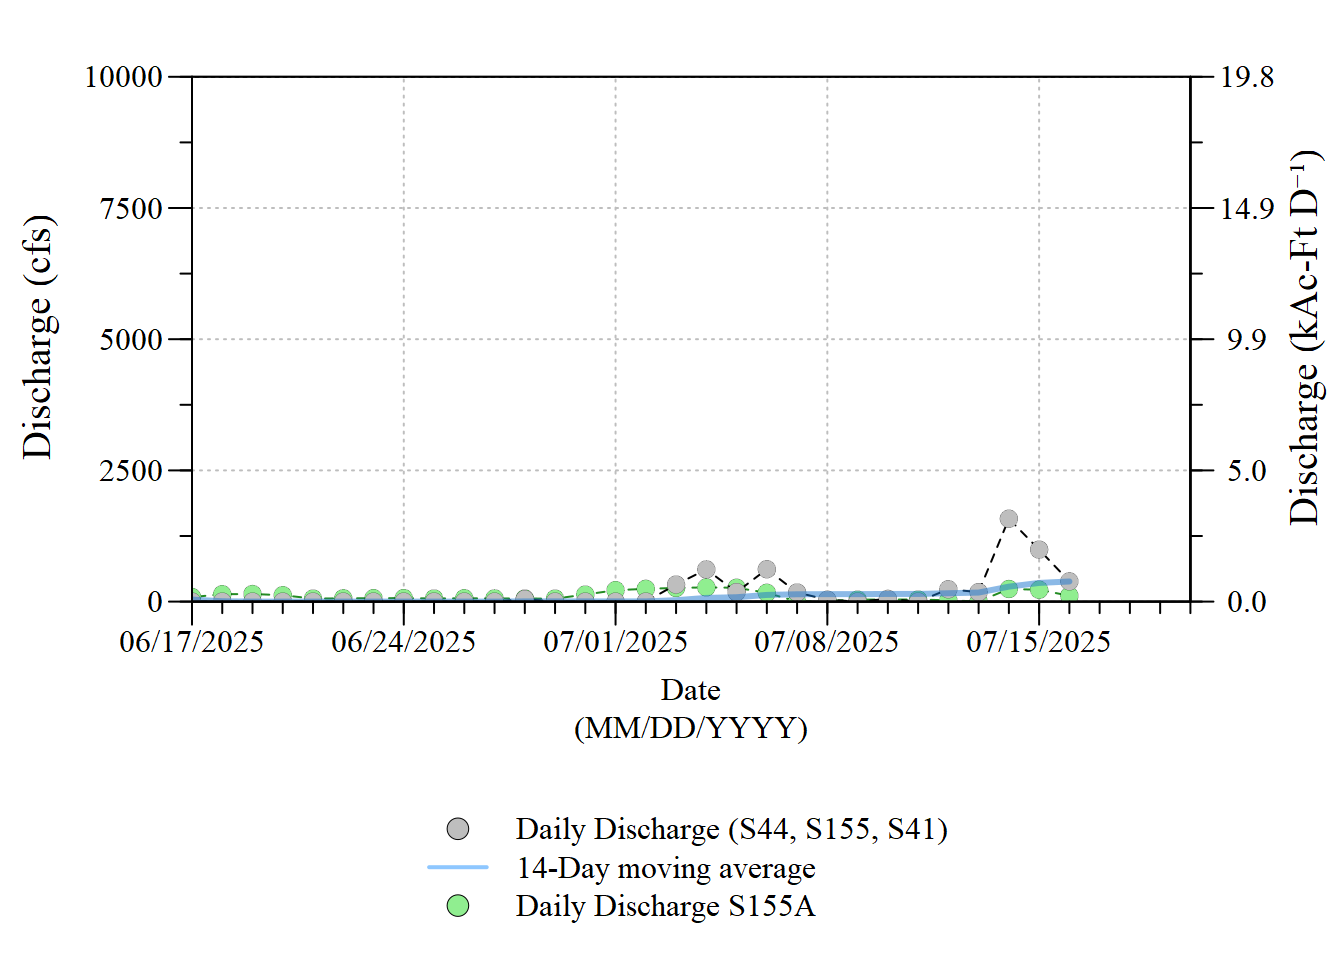 10000
7500
5000
2500
0
Discharge (cfs)
19.8
14.9
9.9
5.0
0.0
Discharge (kAc-Ft D⁻¹)
06/17/2025 06/24/2025 07/01/2025 07/08/2025 07/15/2025
Date
(MM/DD/YYYY)
Daily Discharge (S44, S155, S41)
14-Day moving average
Daily Discharge S155A